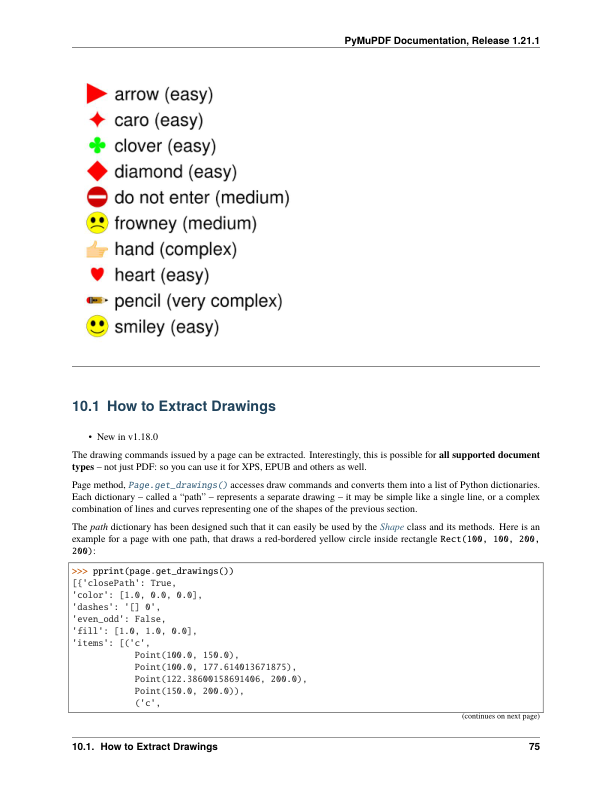 PyMuPDF Documentation, Release 1.21.1
arrow (easy)
caro (easy)
clover (easy)
diamond (easy)
do not enter (medium)
frowney (medium)
hand (complex)
heart (easy)
pencil (very complex)
smiley (easy)
10.1 How to Extract Drawings
• New in v1.18.0
The drawing commands issued by a page can be extracted. Interestingly, this is possible for all supported document
types – not just PDF: so you can use it for XPS, EPUB and others as well.
Page method, Page.get_drawings() accesses draw commands and converts them into a list of Python dictionaries.
Each dictionary – called a “path” – represents a separate drawing – it may be simple like a single line, or a complex
combination of lines and curves representing one of the shapes of the previous section.
The path dictionary has been designed such that it can easily be used by the Shape class and its methods. Here is an
example for a page with one path, that draws a red-bordered yellow circle inside rectangle Rect(100, 100, 200,
200):
>>> pprint(page.get_drawings())
[{'closePath': True,
'color': [1.0, 0.0, 0.0],
'dashes': '[] 0',
'even_odd': False,
'fill': [1.0, 1.0, 0.0],
'items': [('c',
Point(100.0, 150.0),
Point(100.0, 177.614013671875),
Point(122.38600158691406, 200.0),
Point(150.0, 200.0)),
('c',
(continues on next page)
10.1. How to Extract Drawings 75